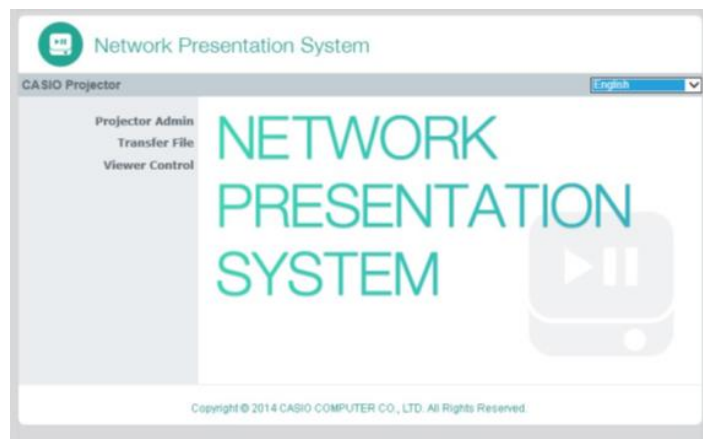 Network Presentation System
CASIO Projector
English
Projector Admin
Transfer File
Viewer Control
NETWORK
PRESENTATION
SYSTEM
Copyright © 2014 CASIO COMPUTER CO., LTD. All Rights Reserved.